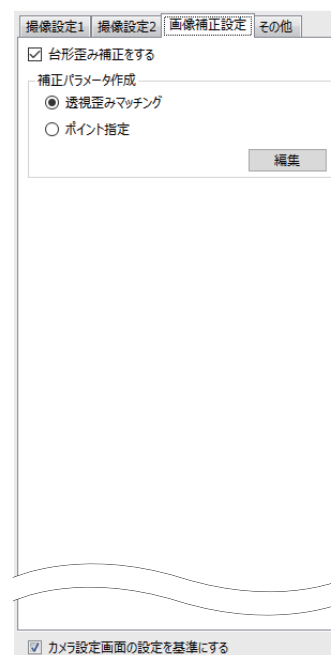 撮像設定1 撮像設定2 画像補正設定 その他
台形歪み補正をする
補正パラメータ作成
透視歪みマッチング
ポイント指定
編集
カメラ設定画面の設定を基準にする